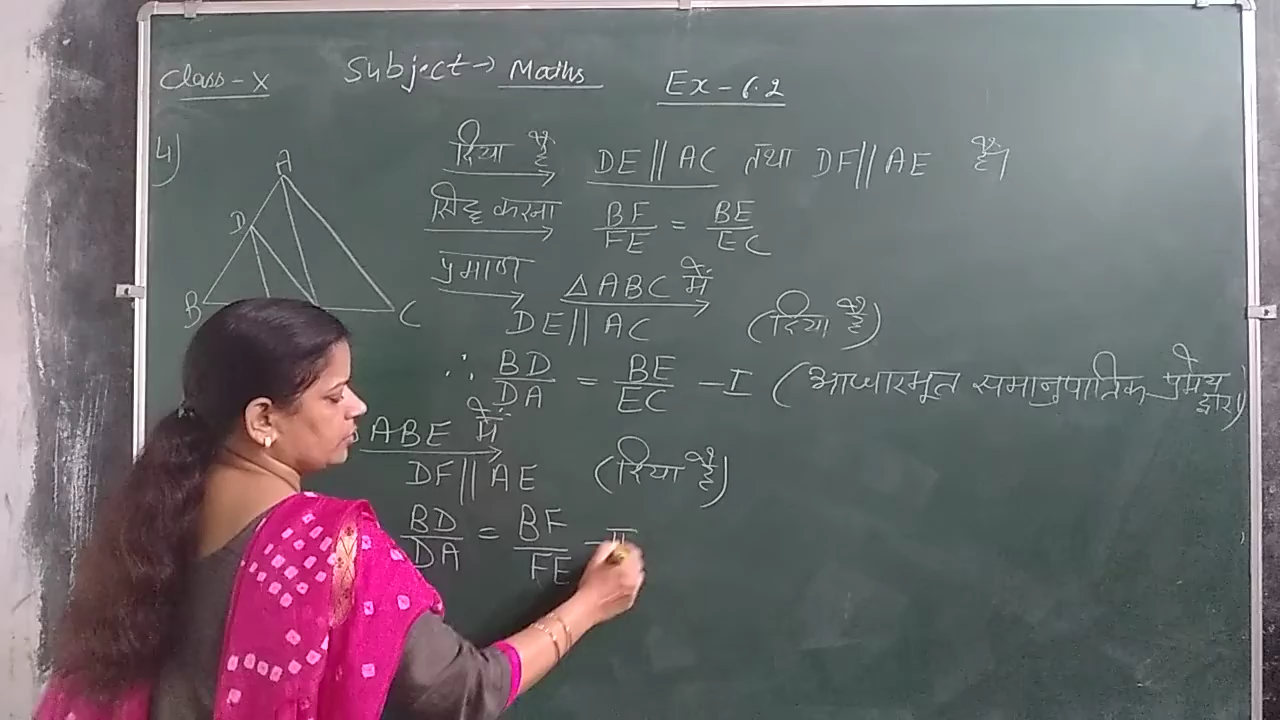 Class - X Subject → Maths Ex - 6.2
4)
A
D
B
C
दिया है DE || AC तथा DF || AE है।
सिद्ध करना BF/FE = BE/EC
प्रमाण △ABC में
DE || AC (दिया है)
∴ BD/DA = BE/EC - I (आधारभूत समानुपातिक प्रमेय द्वारा)
ABE में
DF || AE (दिया है)
BD/DA = BF/FE - II